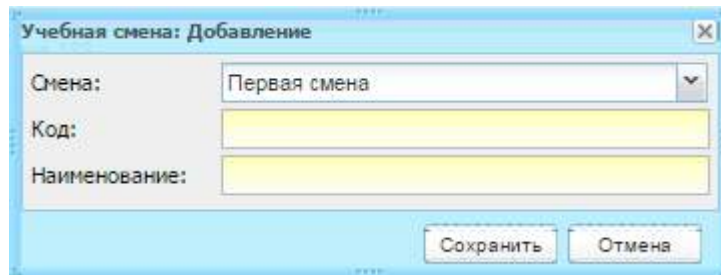 Учебная смена: Добавление
Смена: Первая смена
Код:
Наименование:
Сохранить Отмена